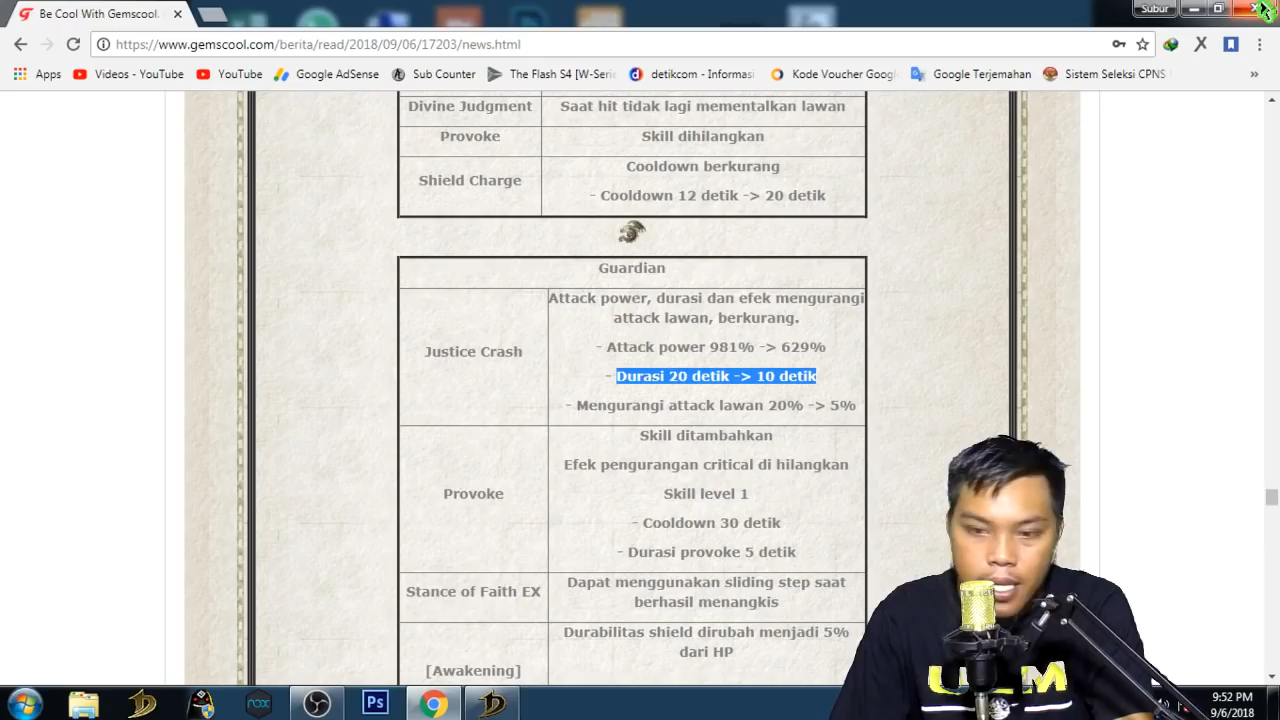 Be Cool With Gemscool.
Subur
https://www.gemscool.com/berita/read/2018/09/06/17203/news.html
Apps
Videos - YouTube
YouTube
Google AdSense
Sub Counter
The Flash S4 [W-Serie
detikcom - Informasi
Kode Voucher Googl
Google Terjemahan
Sistem Seleksi CPNS
»
Divine Judgment
Saat hit tidak lagi mementalkan lawan
Provoke
Skill dihilangkan
Shield Charge
Cooldown berkurang
- Cooldown 12 detik -> 20 detik
Guardian
Justice Crash
Attack power, durasi dan efek mengurangi
attack lawan, berkurang.
- Attack power 981% -> 629%
- Durasi 20 detik -> 10 detik
- Mengurangi attack lawan 20% -> 5%
Provoke
Skill ditambahkan
Efek pengurangan critical di hilangkan
Skill level 1
- Cooldown 30 detik
- Durasi provoke 5 detik
Stance of Faith EX
Dapat menggunakan sliding step saat
berhasil menangkis
[Awakening]
Durabilitas shield dirubah menjadi 5%
dari HP
nox
Ps
9:52 PM
9/6/2018